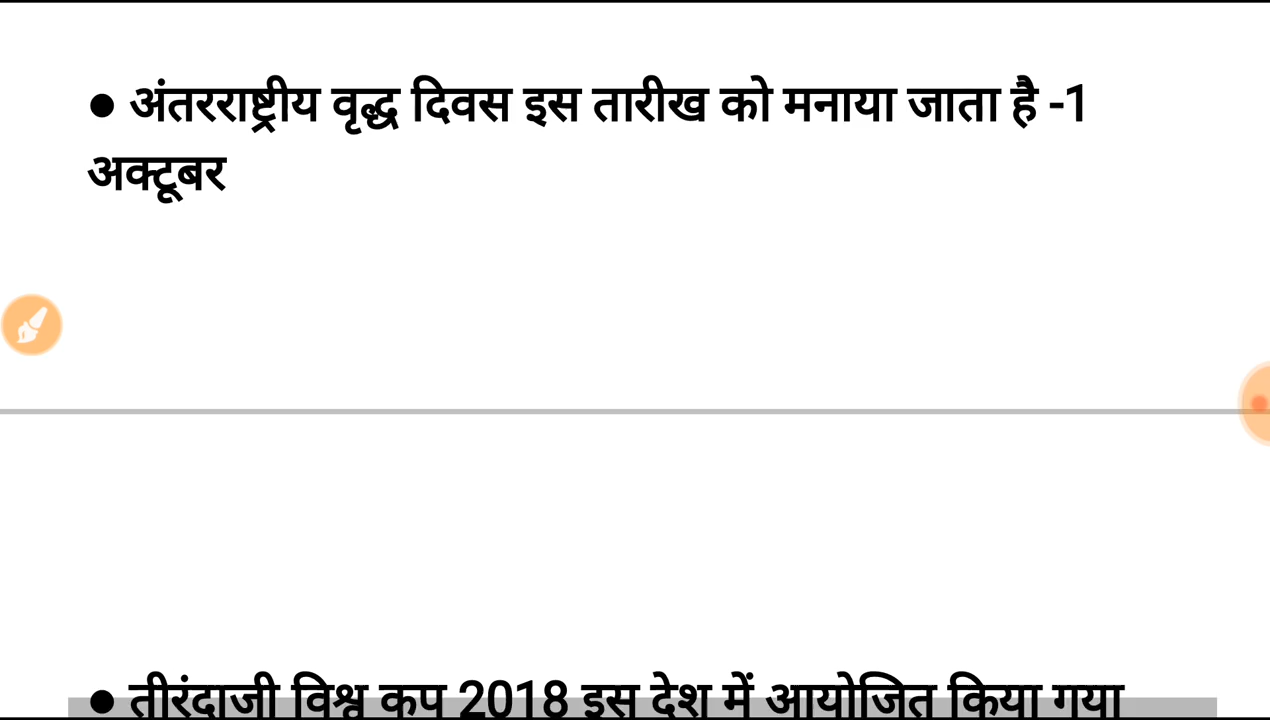 ● अंतरराष्ट्रीय वृद्ध दिवस इस तारीख को मनाया जाता है -1
अक्टूबर
● तीरंदाजी विश्व कप 2018 इस देश में आयोजित किया गया